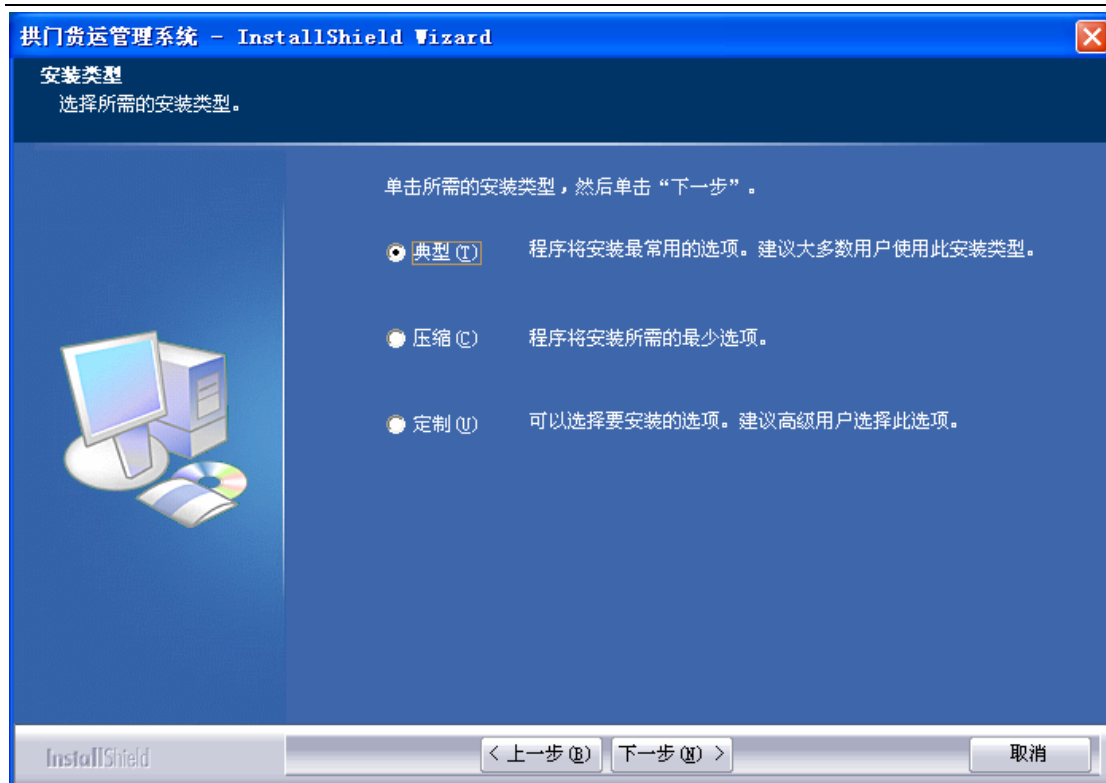 拱门货运管理系统 - InstallShield Wizard
安装类型
选择所需的安装类型。
单击所需的安装类型，然后单击“下一步”。
典型(T) 程序将安装最常用的选项。建议大多数用户使用此安装类型。
压缩(C) 程序将安装所需的最少选项。
定制(U) 可以选择要安装的选项。建议高级用户选择此选项。
InstallShield
< 上一步(B) 下一步(N) > 取消